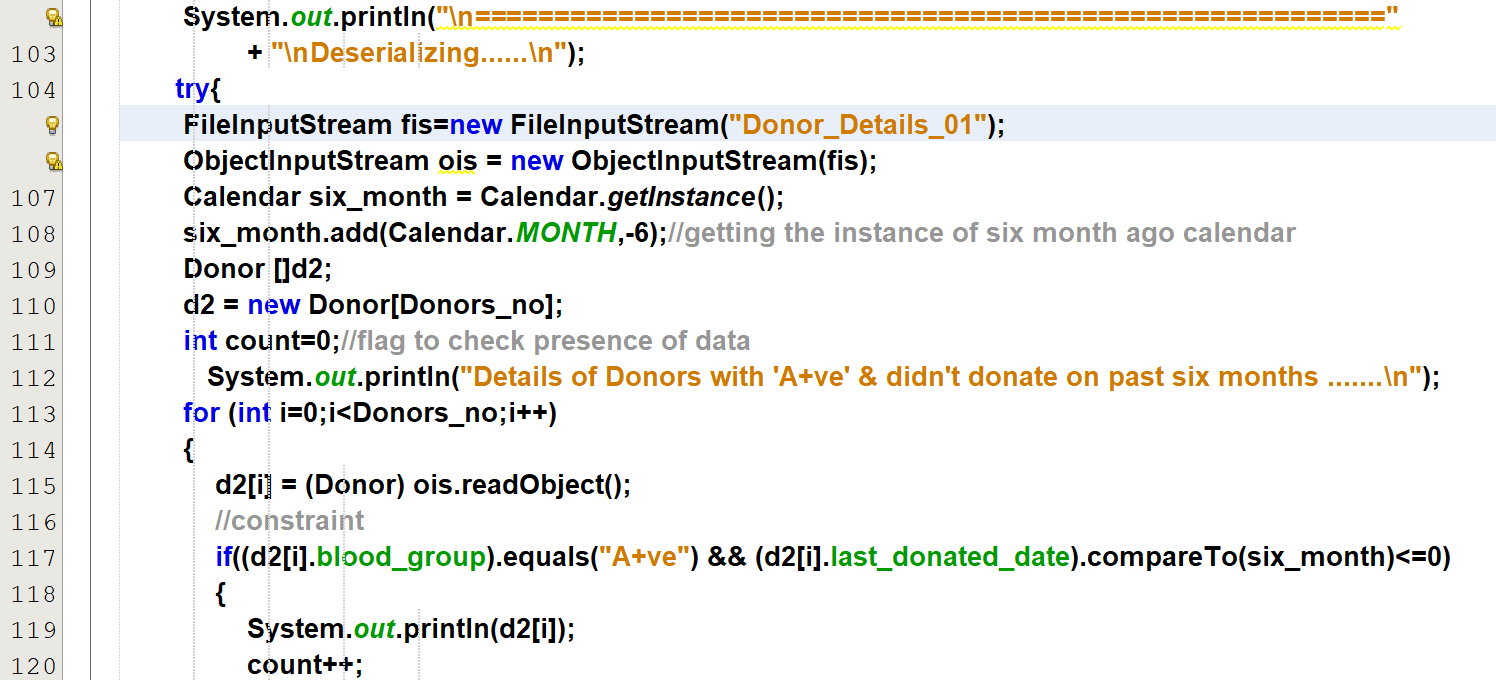 System.out.println("\n=========================================================="
103 + "\nDeserializing......\n");
104 try{
FileInputStream fis=new FileInputStream("Donor_Details_01");
ObjectInputStream ois = new ObjectInputStream(fis);
107 Calendar six_month = Calendar.getInstance();
108 six_month.add(Calendar.MONTH,-6);//getting the instance of six month ago calendar
109 Donor []d2;
110 d2 = new Donor[Donors_no];
111 int count=0;//flag to check presence of data
112 System.out.println("Details of Donors with 'A+ve' & didn't donate on past six months .......\n");
113 for (int i=0;i<Donors_no;i++)
114 {
115 d2[i] = (Donor) ois.readObject();
116 //constraint
117 if((d2[i].blood_group).equals("A+ve") && (d2[i].last_donated_date).compareTo(six_month)<=0)
118 {
119 System.out.println(d2[i]);
120 count++;